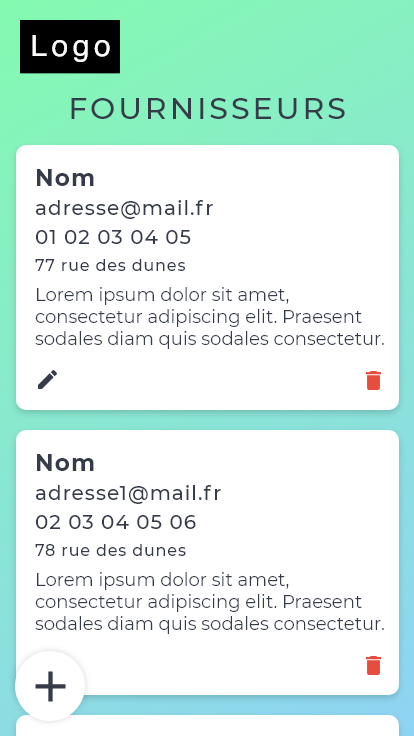 Logo
FOURNISSEURS
Nom
adresse@mail.fr
01 02 03 04 05
77 rue des dunes
Lorem ipsum dolor sit amet,
consectetur adipiscing elit. Praesent
sodales diam quis sodales consectetur.
Nom
adresse1@mail.fr
02 03 04 05 06
78 rue des dunes
Lorem ipsum dolor sit amet,
consectetur adipiscing elit. Praesent
sodales diam quis sodales consectetur.